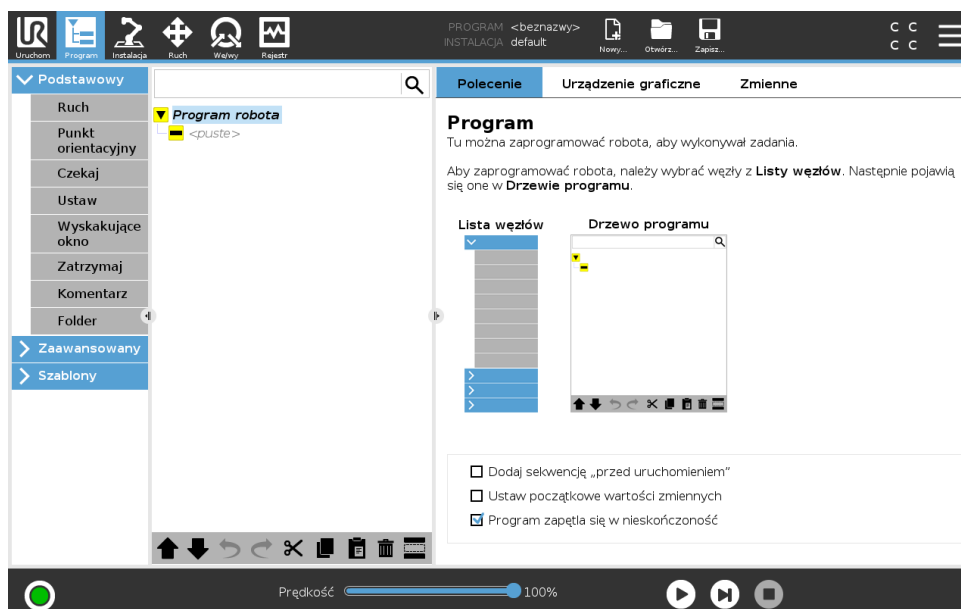 UR
PROGRAM <beznazwy>
INSTALACJA default
C C
C C
Uruchom
Program
Instalacja
Ruch
We/wy
Rejestr
Nowy...
Otwórz...
Zapisz...
Podstawowy
Ruch
Punkt
orientacyjny
Czekaj
Ustaw
Wyskakujące
okno
Zatrzymaj
Komentarz
Folder
Zaawansowany
Szablony
Program robota
<puste>
Polecenie
Urządzenie graficzne
Zmienne
Program
Tu można zaprogramować robota, aby wykonywał zadania.
Aby zaprogramować robota, należy wybrać węzły z Listy węzłów. Następnie pojawią
się one w Drzewie programu.
Lista węzłów
Drzewo programu
Dodaj sekwencję „przed uruchomieniem”
Ustaw początkowe wartości zmiennych
Program zapętla się w nieskończoność
Prędkość
100%